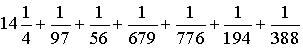 14 1/4 + 1/97 + 1/56 + 1/679 + 1/776 + 1/194 + 1/388